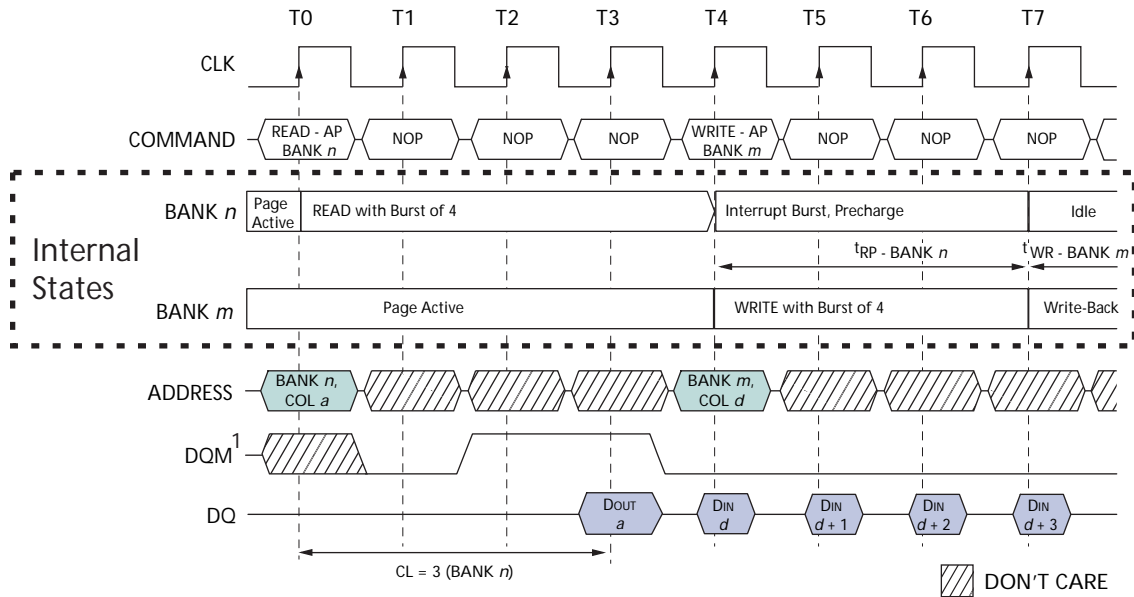 T0 T1 T2 T3 T4 T5 T6 T7
CLK
COMMAND
READ - AP
BANK n
NOP
NOP
NOP
WRITE - AP
BANK m
NOP
NOP
NOP
BANK n
Page
Active
READ with Burst of 4
Interrupt Burst, Precharge
Idle
Internal
States
tRP - BANK n
tWR - BANK m
BANK m
Page Active
WRITE with Burst of 4
Write-Back
ADDRESS
BANK n,
COL a
BANK m,
COL d
DQM1
DQ
DOUT
a
DIN
d
DIN
d + 1
DIN
d + 2
DIN
d + 3
CL = 3 (BANK n)
DON'T CARE